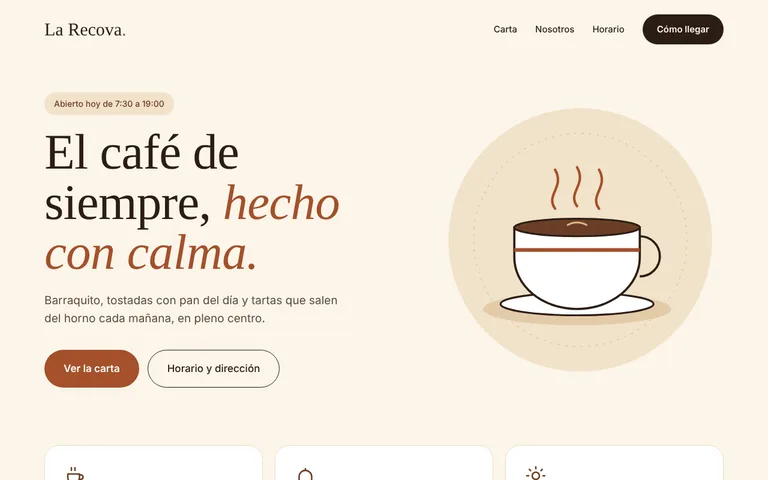 La Recova.
Carta
Nosotros
Horario
Cómo llegar
Abierto hoy de 7:30 a 19:00
El café de
siempre, hecho
con calma.
Barraquito, tostadas con pan del día y tartas que salen
del horno cada mañana, en pleno centro.
Ver la carta
Horario y dirección